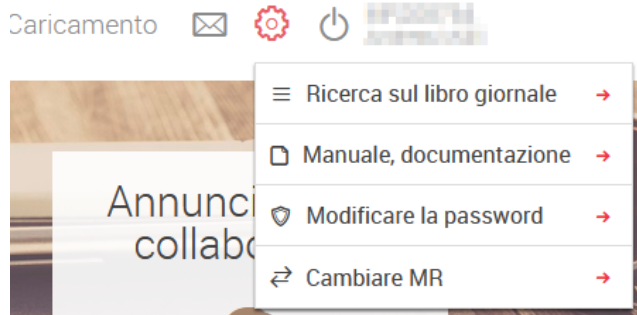 Caricamento
Ricerca sul libro giornale
Manuale, documentazione
Modificare la password
Cambiare MR
Annunci
collabo